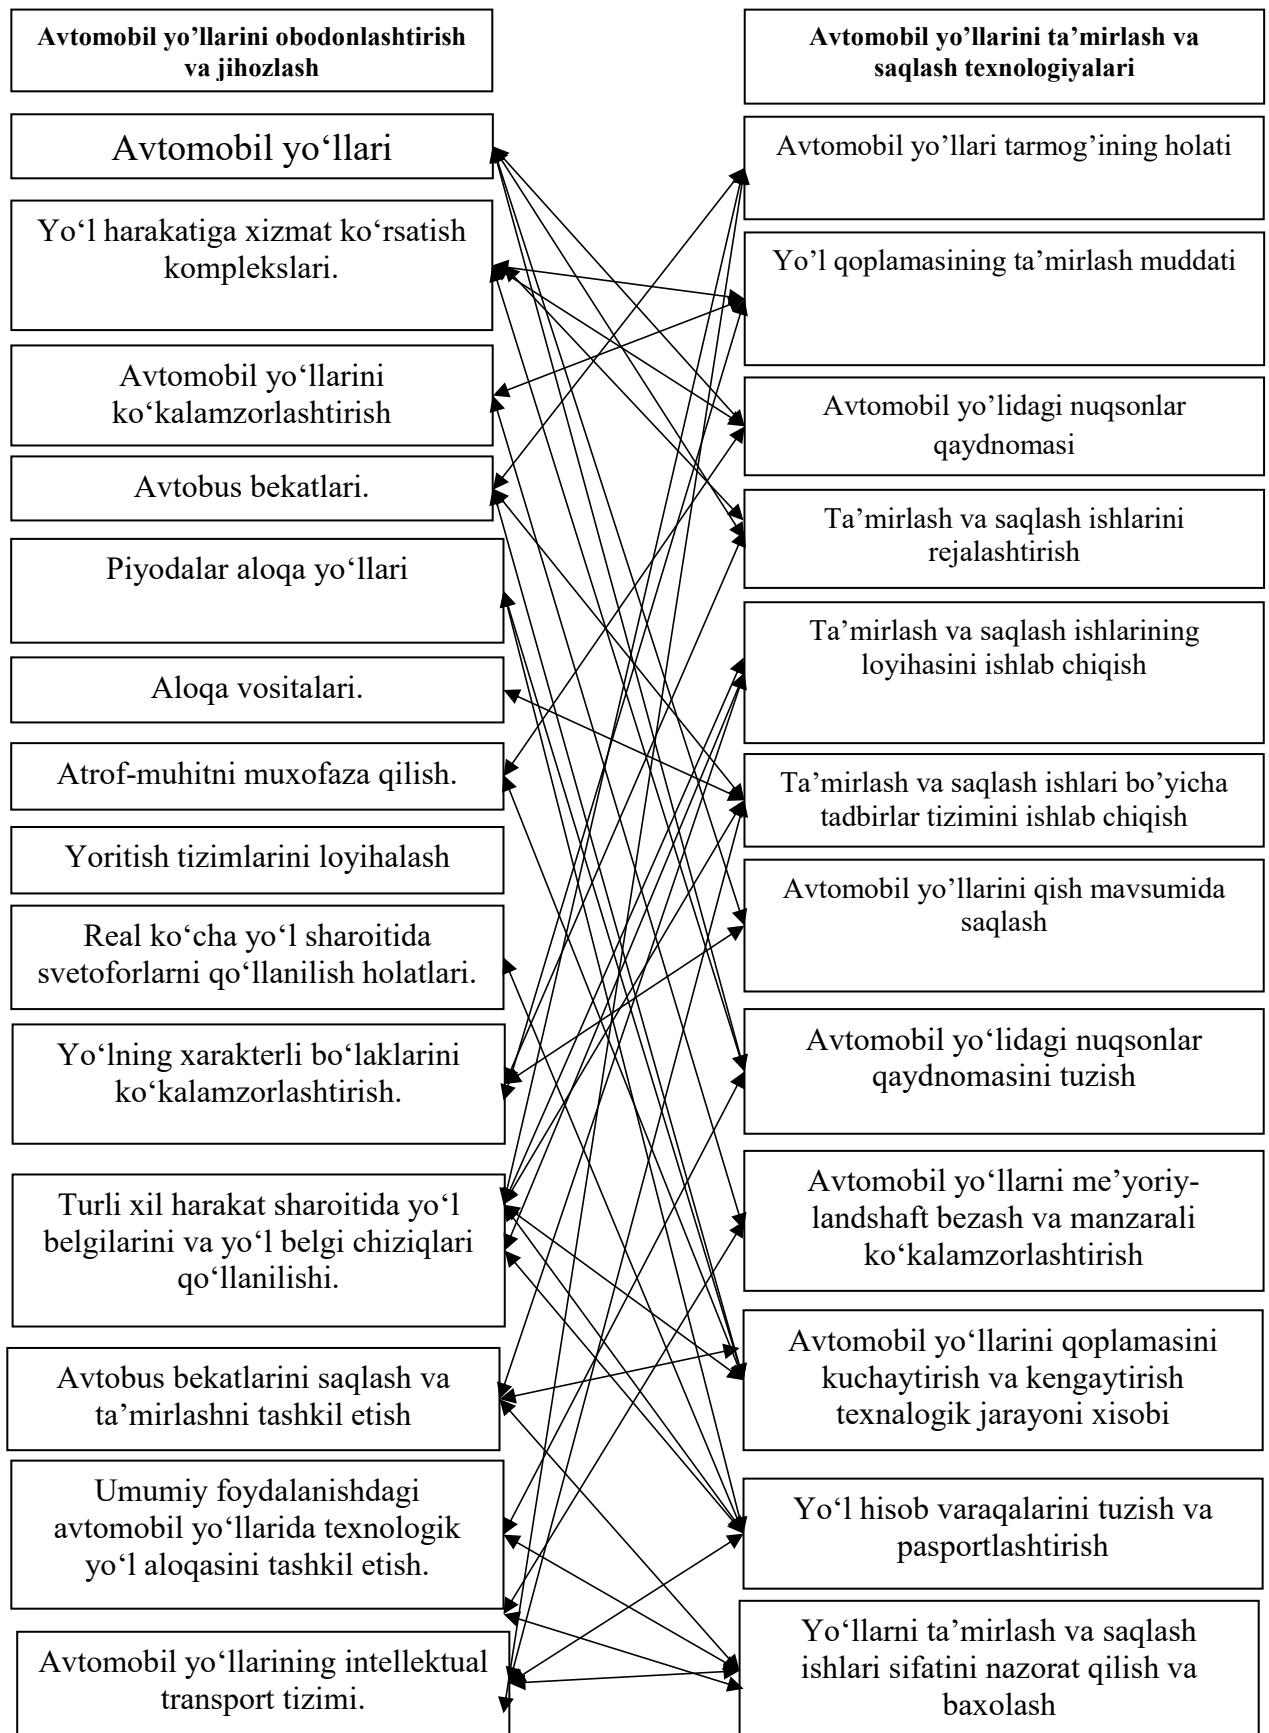 Avtomobil yo’llarini obodonlashtirish
va jihozlash
Avtomobil yo‘llari
Yo‘l harakatiga xizmat ko‘rsatish
komplekslari.
Avtomobil yo‘llarini
ko‘kalamzorlashtirish
Avtobus bekatlari.
Piyodalar aloqa yo‘llari
Aloqa vositalari.
Atrof-muhitni muxofaza qilish.
Yoritish tizimlarini loyihalash
Real ko‘cha yo‘l sharoitida
svetoforlarni qo‘llanilish holatlari.
Yo‘lning xarakterli bo‘laklarini
ko‘kalamzorlashtirish.
Turli xil harakat sharoitida yo‘l
belgilarini va yo‘l belgi chiziqlari
qo‘llanilishi.
Avtobus bekatlarini saqlash va
ta’mirlashni tashkil etish
Umumiy foydalanishdagi
avtomobil yo‘llarida texnologik
yo‘l aloqasini tashkil etish.
Avtomobil yo‘llarining intellektual
transport tizimi.
Avtomobil yo’llarini ta’mirlash va
saqlash texnologiyalari
Avtomobil yo’llari tarmog’ining holati
Yo’l qoplamasining ta’mirlash muddati
Avtomobil yo’lidagi nuqsonlar
qaydnomasi
Ta’mirlash va saqlash ishlarini
rejalashtirish
Ta’mirlash va saqlash ishlarining
loyihasini ishlab chiqish
Ta’mirlash va saqlash ishlari bo’yicha
tadbirlar tizimini ishlab chiqish
Avtomobil yo’llarini qish mavsumida
saqlash
Avtomobil yo‘lidagi nuqsonlar
qaydnomasini tuzish
Avtomobil yo‘llarni me’yoriy-
landshaft bezash va manzarali
ko‘kalamzorlashtirish
Avtomobil yo‘llarini qoplamasini
kuchaytirish va kengaytirish
texnalogik jarayoni xisobi
Yo‘l hisob varaqalarini tuzish va
pasportlashtirish
Yo‘llarni ta’mirlash va saqlash
ishlari sifatini nazorat qilish va
baxolash